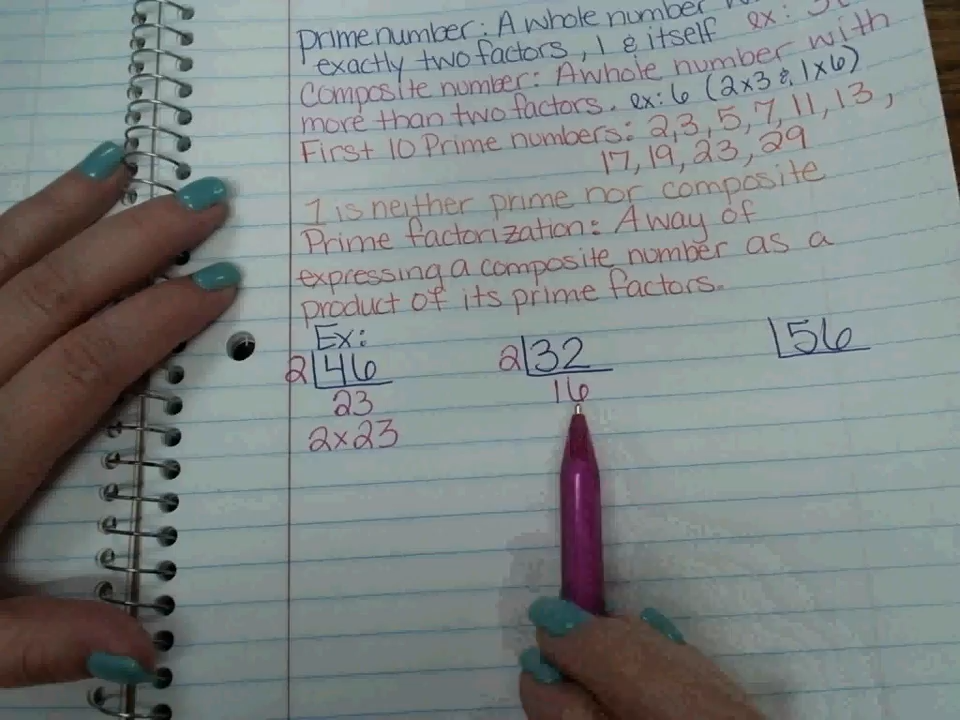 prime number: A whole number
exactly two factors, 1 & itself ex:
composite number: A whole number with
more than two factors. ex: 6 (2x3 & 1x6)
First 10 Prime numbers: 2,3,5,7,11,13,
17,19,23,29
1 is neither prime nor composite
Prime factorization: A way of
expressing a composite number as a
product of its prime factors.
Ex:
2 46 2 32 56
23 16
2x23